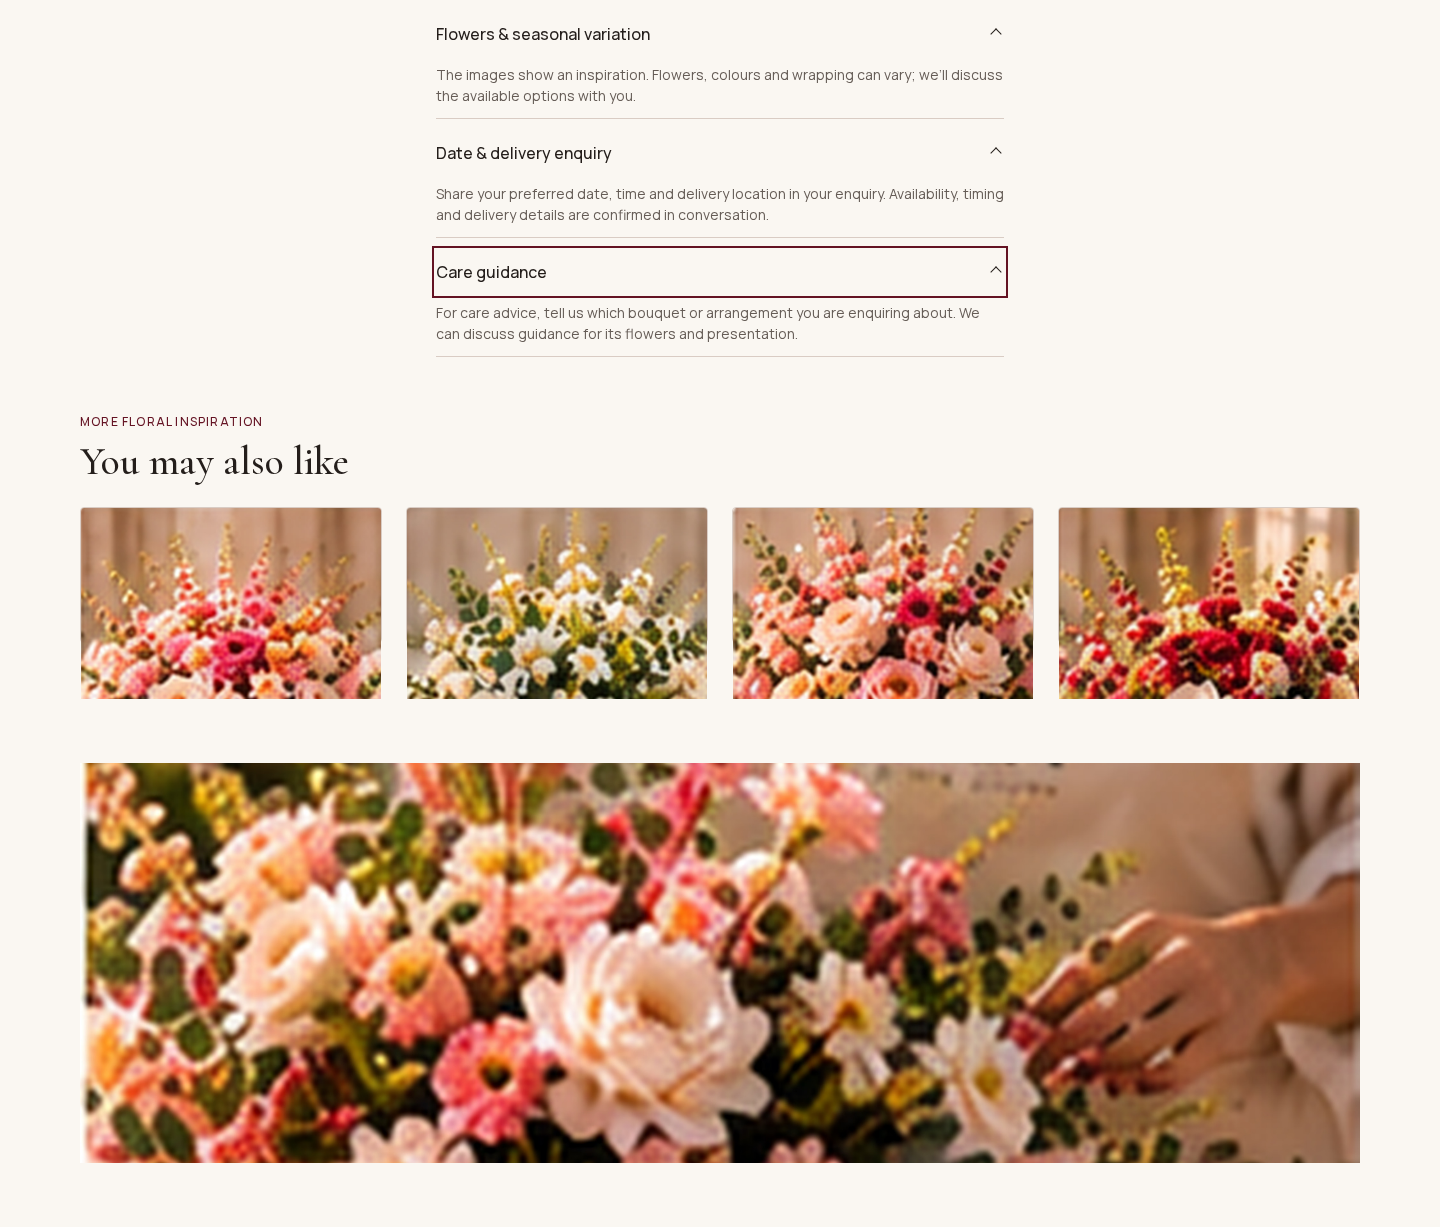 Flowers & seasonal variation
The images show an inspiration. Flowers, colours and wrapping can vary; we’ll discuss
the available options with you.
Date & delivery enquiry
Share your preferred date, time and delivery location in your enquiry. Availability, timing
and delivery details are confirmed in conversation.
Care guidance
For care advice, tell us which bouquet or arrangement you are enquiring about. We
can discuss guidance for its flowers and presentation.
MORE FLORAL INSPIRATION
You may also like